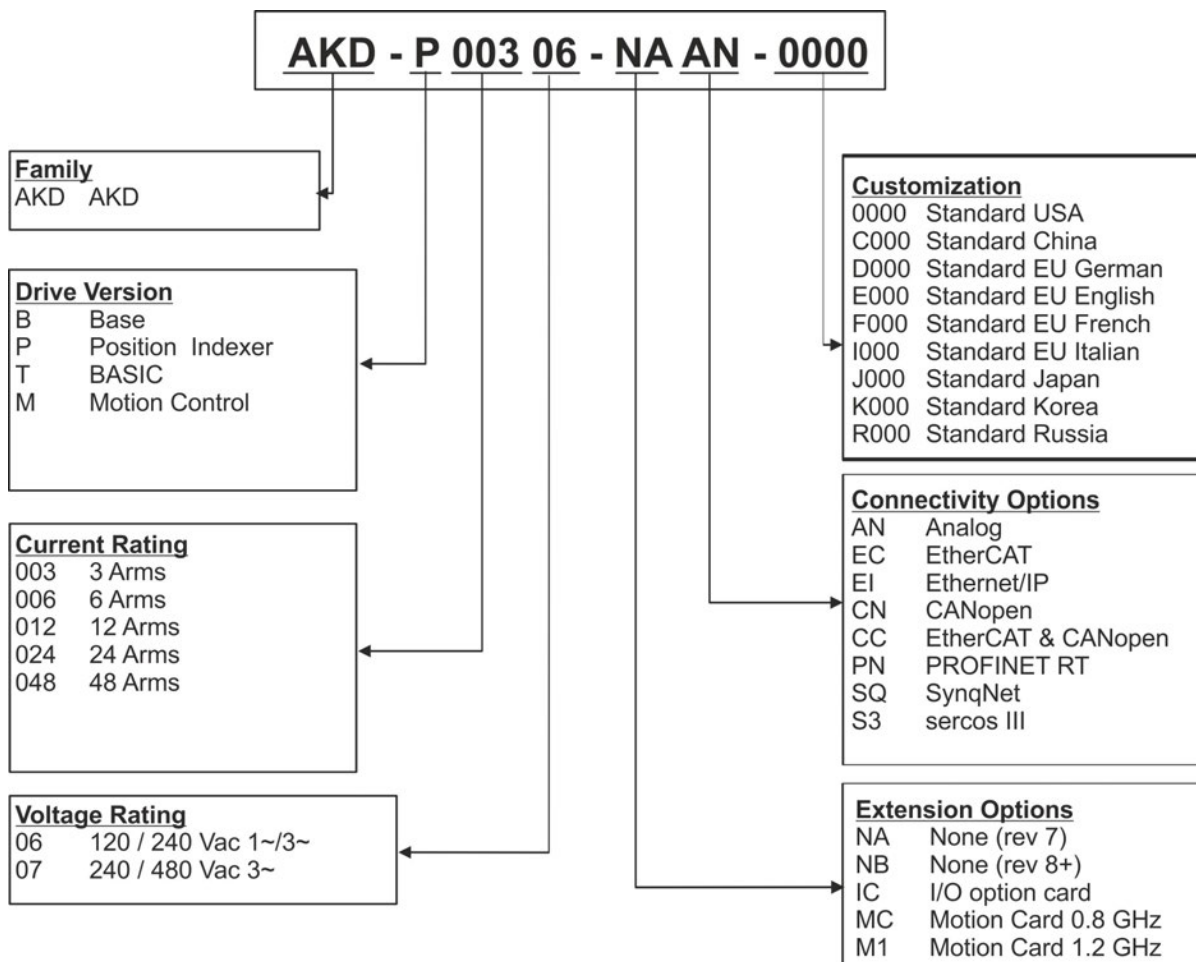 AKD - P 003 06 - NA AN - 0000
Family
AKD AKD
Drive Version
B Base
P Position Indexer
T BASIC
M Motion Control
Current Rating
003 3 Arms
006 6 Arms
012 12 Arms
024 24 Arms
048 48 Arms
Voltage Rating
06 120 / 240 Vac 1~/3~
07 240 / 480 Vac 3~
Customization
0000 Standard USA
C000 Standard China
D000 Standard EU German
E000 Standard EU English
F000 Standard EU French
I000 Standard EU Italian
J000 Standard Japan
K000 Standard Korea
R000 Standard Russia
Connectivity Options
AN Analog
EC EtherCAT
EI Ethernet/IP
CN CANopen
CC EtherCAT & CANopen
PN PROFINET RT
SQ SynqNet
S3 sercos III
Extension Options
NA None (rev 7)
NB None (rev 8+)
IC I/O option card
MC Motion Card 0.8 GHz
M1 Motion Card 1.2 GHz